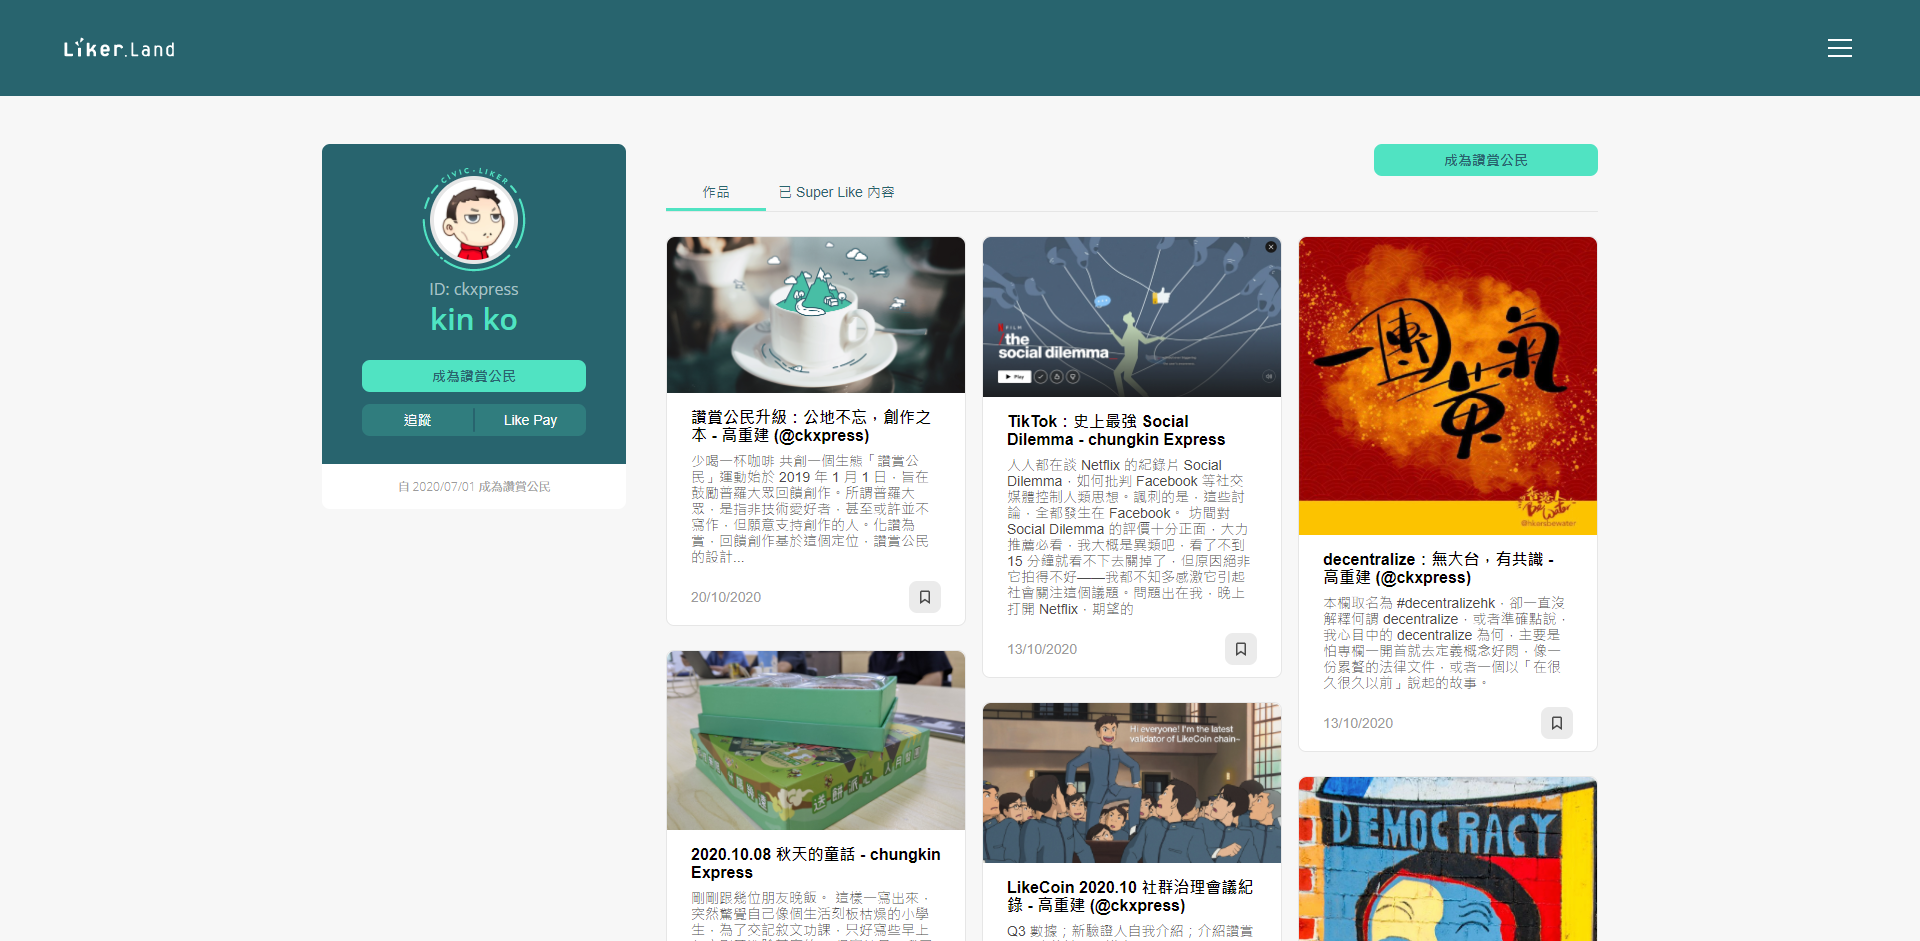 Liker.Land
CIVIC · LIKER
ID: ckxpress
kin ko
成為讚賞公民
追蹤
Like Pay
自 2020/07/01 成為讚賞公民
成為讚賞公民
作品
已 Super Like 內容
讚賞公民升級：公地不忘，創作之
本 - 高重建 (@ckxpress)
少喝一杯咖啡 共創一個生態「讚賞公
民」運動始於 2019 年 1 月 1 日，旨在
鼓勵普羅大眾回饋創作。所謂普羅大
眾，是指非技術愛好者，甚至或許並不
寫作，但願意支持創作的人。化讚為
賞，回饋創作基於這個定位，讚賞公民
的設計...
20/10/2020
FILM
the
social dilemma
Play
TikTok：史上最強 Social
Dilemma - chungkin Express
人人都在談 Netflix 的紀錄片 Social
Dilemma，如何批判 Facebook 等社交
媒體控制人類思想。諷刺的是，這些討
論，全都發生在 Facebook。 坊間對
Social Dilemma 的評價十分正面，大力
推薦必看，我大概是異類吧，看了不到
15 分鐘就看不下去關掉了，但原因絕非
它拍得不好——我都不知多感激它引起
社會關注這個議題。問題出在我，晚上
打開 Netflix，期望的
13/10/2020
一團和氣
英
Be Water
@hkersbewater
decentralize：無大台，有共識 -
高重建 (@ckxpress)
本欄取名為 #decentralizehk，卻一直沒
解釋何謂 decentralize，或者準確點說，
我心目中的 decentralize 為何，主要是
怕專欄一開首就去定義概念好悶，像一
份累贅的法律文件，或者一個以「在很
久很久以前」說起的故事。
13/10/2020
2020.10.08 秋天的童話 - chungkin
Express
剛剛跟幾位朋友晚飯。 這樣一寫出來，
突然驚覺自己像個生活刻板枯燥的小學
生，為了交記敘文功課，只好寫些早上
Hi everyone! I'm the latest
validator of LikeCoin chain~
LikeCoin 2020.10 社群治理會議紀
錄 - 高重建 (@ckxpress)
Q3 數據；新驗證人自我介紹；介紹讚賞
DEMOCRACY